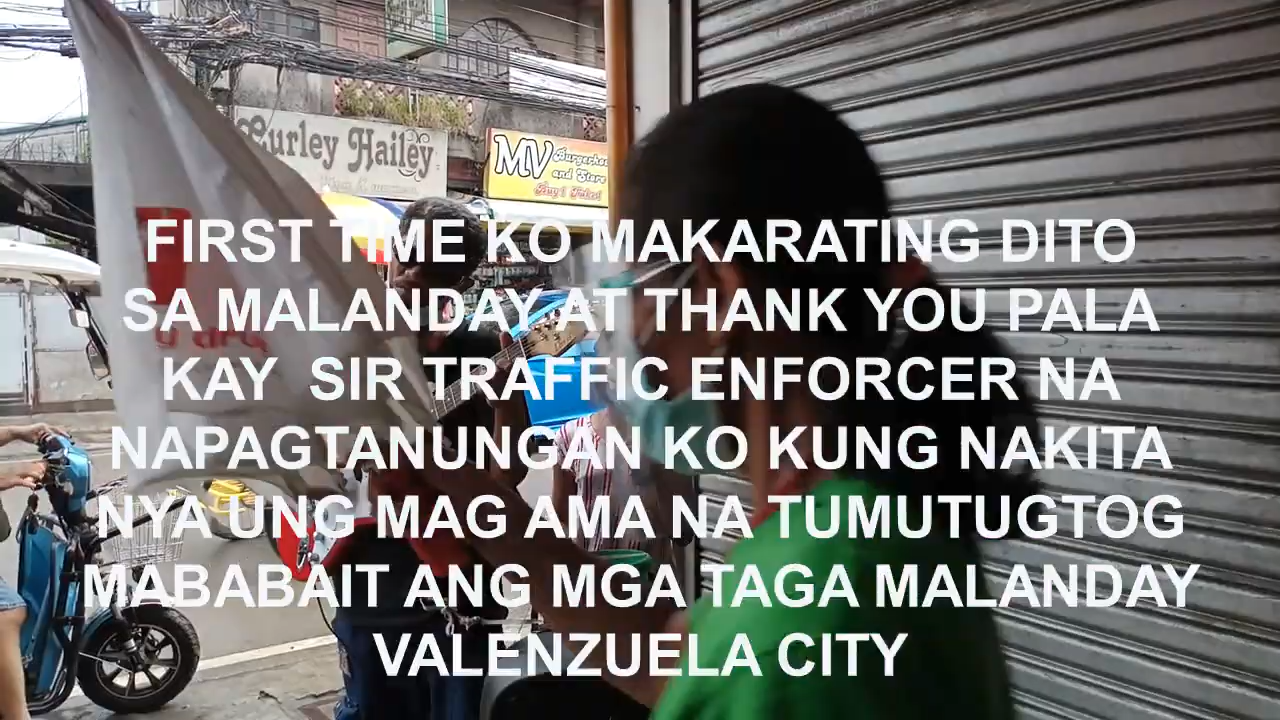 Curley Hailey
MV Burgerhouse
and Store
Buy 1 Take 1
FIRST TIME KO MAKARATING DITO
SA MALANDAY AT THANK YOU PALA
KAY SIR TRAFFIC ENFORCER NA
NAPAGTANUNGAN KO KUNG NAKITA
NYA UNG MAG AMA NA TUMUTUGTOG
MABABAIT ANG MGA TAGA MALANDAY
VALENZUELA CITY